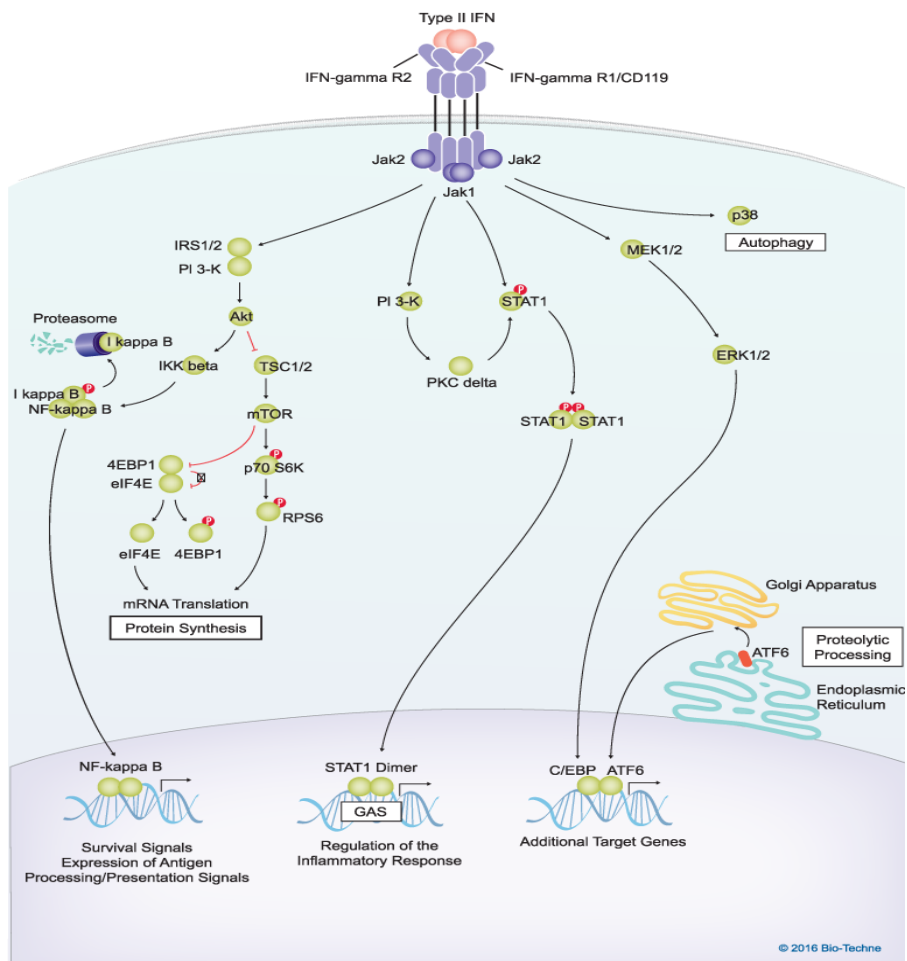 Type II IFN
IFN-gamma R2
IFN-gamma R1/CD119
Jak2
Jak2
Jak1
p38
Autophagy
IRS1/2
PI 3-K
MEK1/2
PI 3-K
P
STAT1
Akt
Proteasome
I kappa B
IKK beta
TSC1/2
ERK1/2
PKC delta
I kappa B
P
NF-kappa B
mTOR
P P
STAT1
STAT1
4EBP1
eIF4E
P
p70 S6K
P
RPS6
P
eIF4E
4EBP1
mRNA Translation
Protein Synthesis
Golgi Apparatus
ATF6
Proteolytic
Processing
Endoplasmic
Reticulum
NF-kappa B
STAT1 Dimer
C/EBP
ATF6
GAS
Survival Signals
Expression of Antigen
Processing/Presentation Signals
Regulation of the
Inflammatory Response
Additional Target Genes
© 2016 Bio-Techne